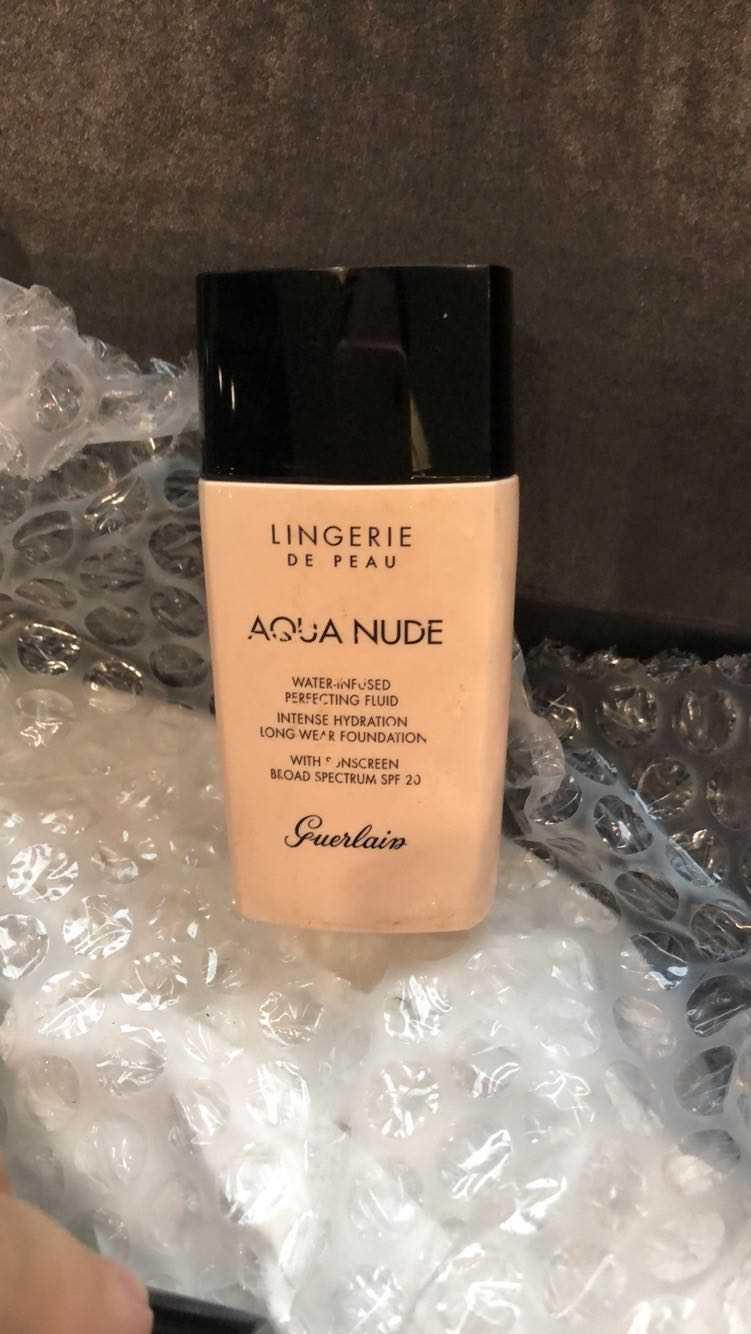 LINGERIE
DE PEAU
AQUA NUDE
WATER-INFUSED
PERFECTING FLUID
INTENSE HYDRATION
LONG WEAR FOUNDATION
WITH SUNSCREEN
BROAD SPECTRUM SPF 20
Guerlain